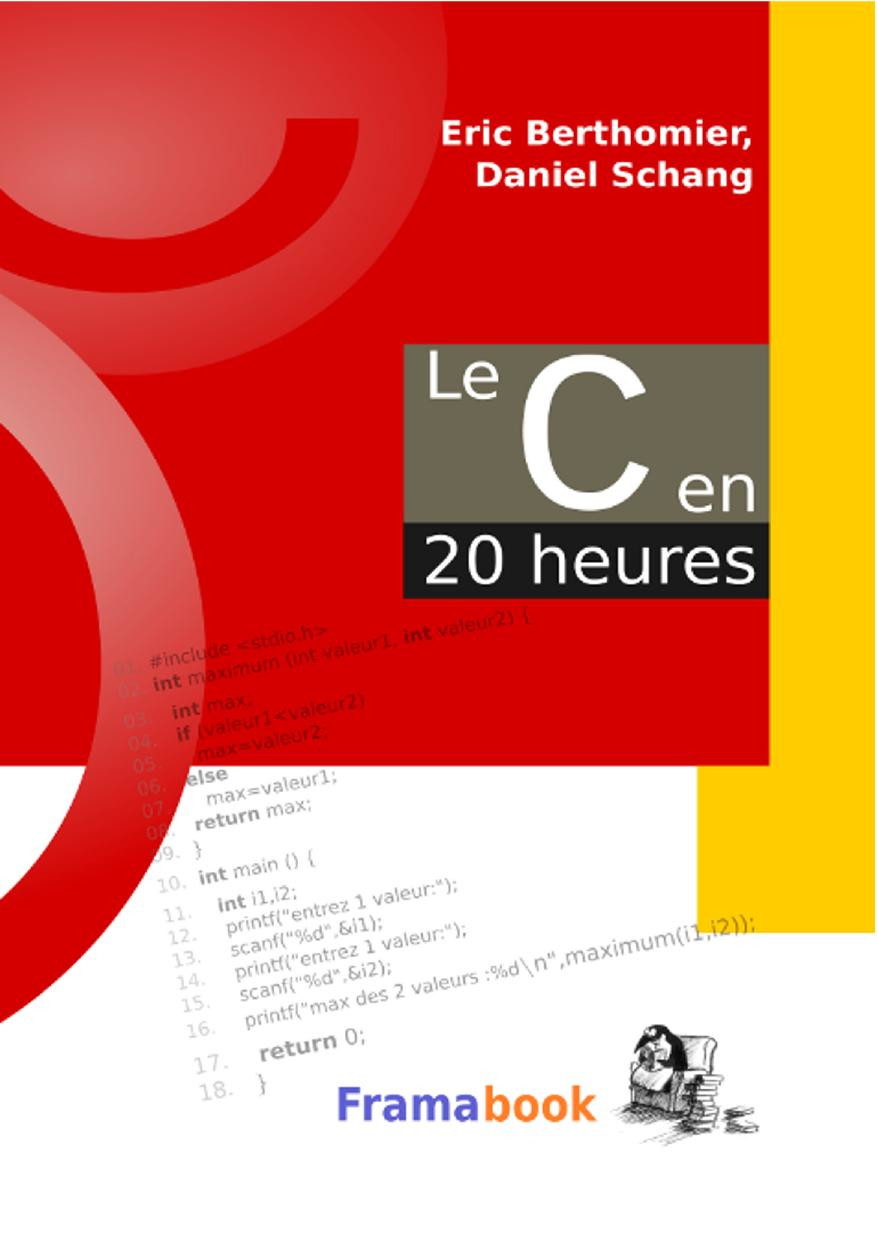 Eric Berthomier,
Daniel Schang
Le C en
20 heures
01. #include <stdio.h>
02. int maximum (int valeur1, int valeur2) {
03. int max;
04. if (valeur1<valeur2)
05. max=valeur2;
06. else
07. max=valeur1;
08. return max;
09. }
10. int main () {
11. int i1,i2;
12. printf("entrez 1 valeur:");
13. scanf("%d",&i1);
14. printf("entrez 1 valeur:");
15. scanf("%d",&i2);
16. printf("max des 2 valeurs :%d\n",maximum(i1,i2));
17. return 0;
18. }
Framabook